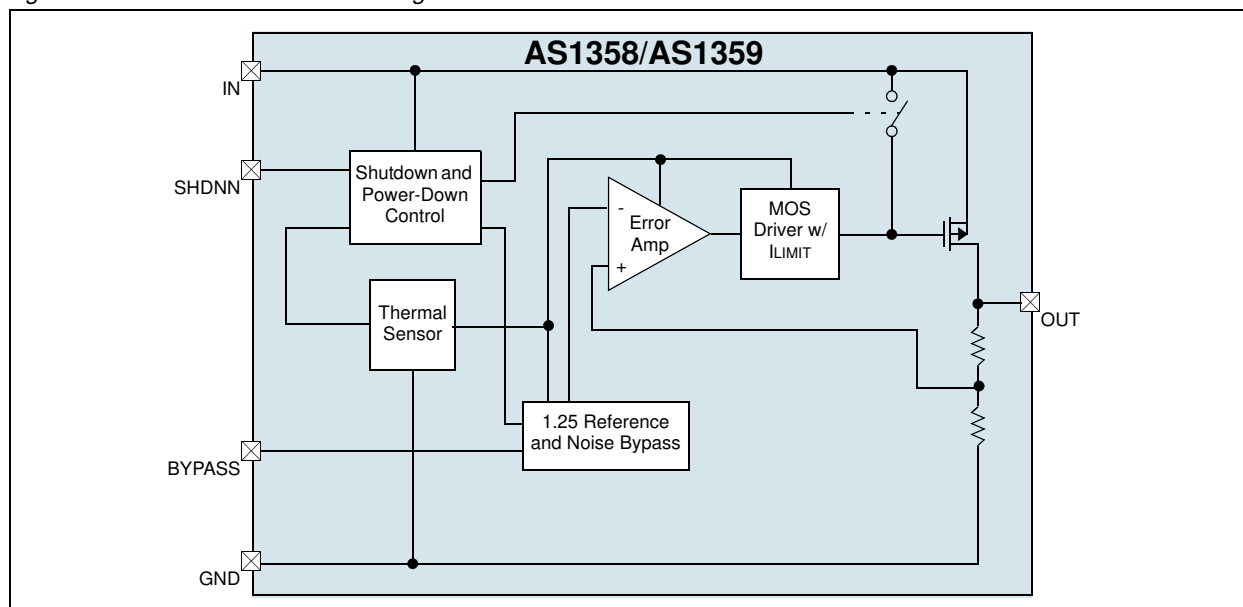 AS1358/AS1359
IN
SHDNN
Shutdown and
Power-Down
Control
-
Error
Amp
+
MOS
Driver w/
ILIMIT
Thermal
Sensor
OUT
1.25 Reference
and Noise Bypass
BYPASS
GND